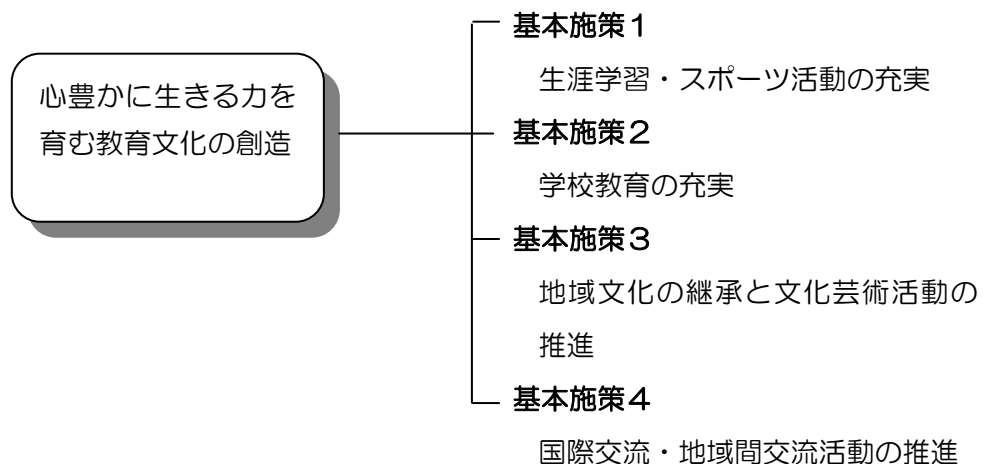 心豊かに生きる力を
育む教育文化の創造
基本施策１
生涯学習・スポーツ活動の充実
基本施策２
学校教育の充実
基本施策３
地域文化の継承と文化芸術活動の
推進
基本施策４
国際交流・地域間交流活動の推進